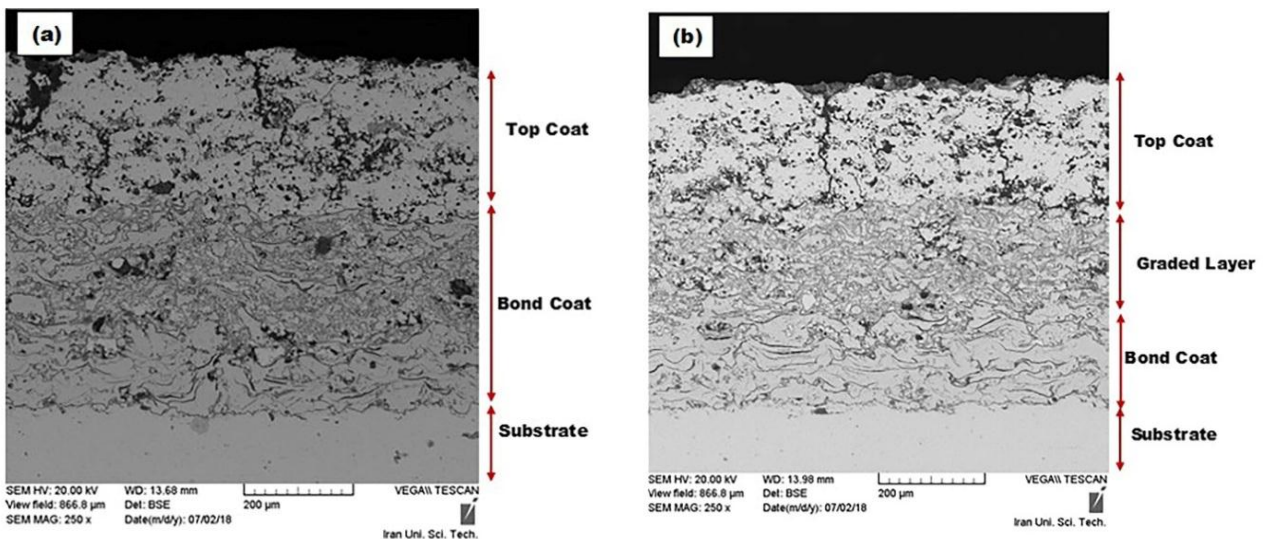 (a)
Top Coat
Bond Coat
Substrate
SEM HV: 20.00 kV WD: 13.68 mm VEGA\\ TESCAN
View field: 866.8 µm Det: BSE 200 µm
SEM MAG: 250 x Date(m/d/y): 07/02/18
Iran Uni. Sci. Tech.
(b)
Top Coat
Graded Layer
Bond Coat
Substrate
SEM HV: 20.00 kV WD: 13.98 mm VEGA\\ TESCAN
View field: 866.8 µm Det: BSE 200 µm
SEM MAG: 250 x Date(m/d/y): 07/02/18
Iran Uni. Sci. Tech.